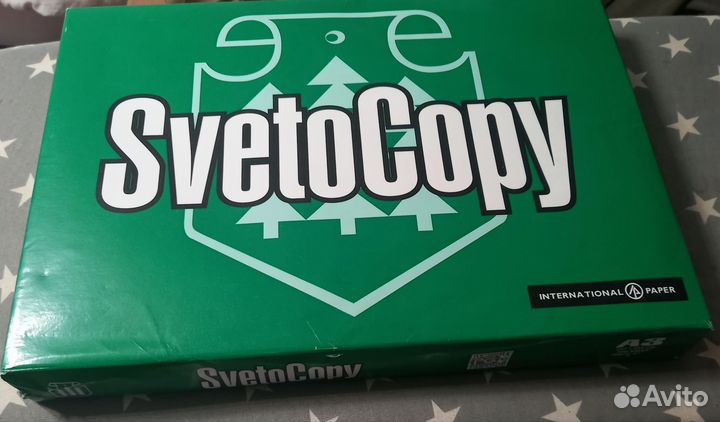 SvetoCopy
INTERNATIONAL PAPER
SvetoCopy
A3
Avito